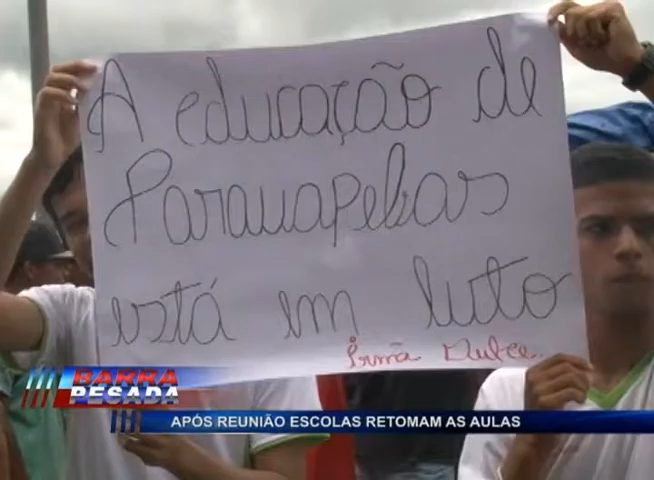 A educação de
Parauapebas
está em luto
Irmã Dulce.
BARRA
PESADA
APÓS REUNIÃO ESCOLAS RETOMAM AS AULAS